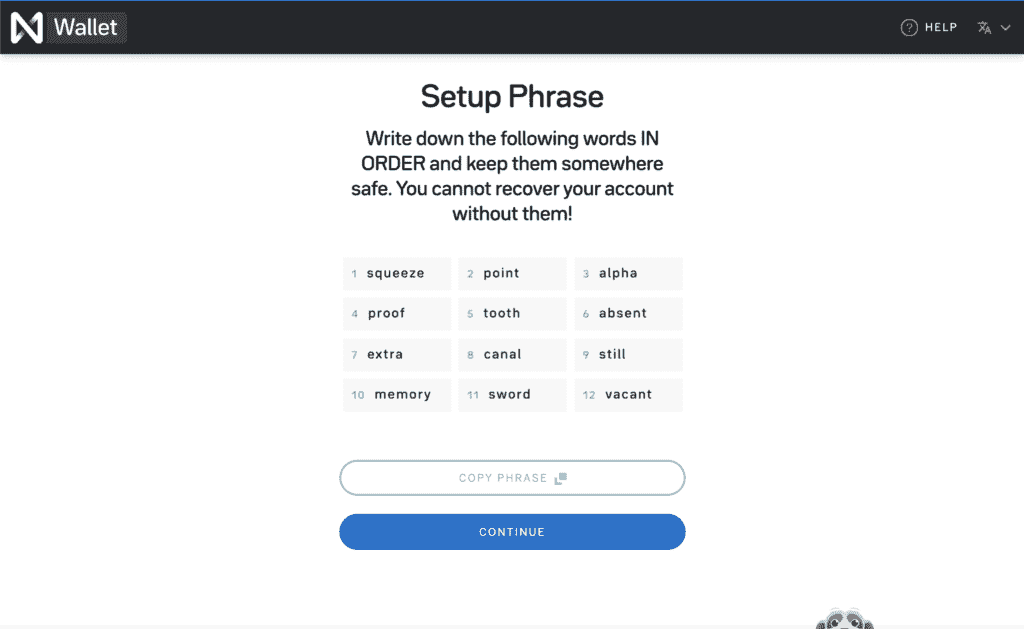 Wallet
HELP
Setup Phrase
Write down the following words IN
ORDER and keep them somewhere
safe. You cannot recover your account
without them!
1 squeeze 2 point 3 alpha
4 proof 5 tooth 6 absent
7 extra 8 canal 9 still
10 memory 11 sword 12 vacant
COPY PHRASE
CONTINUE